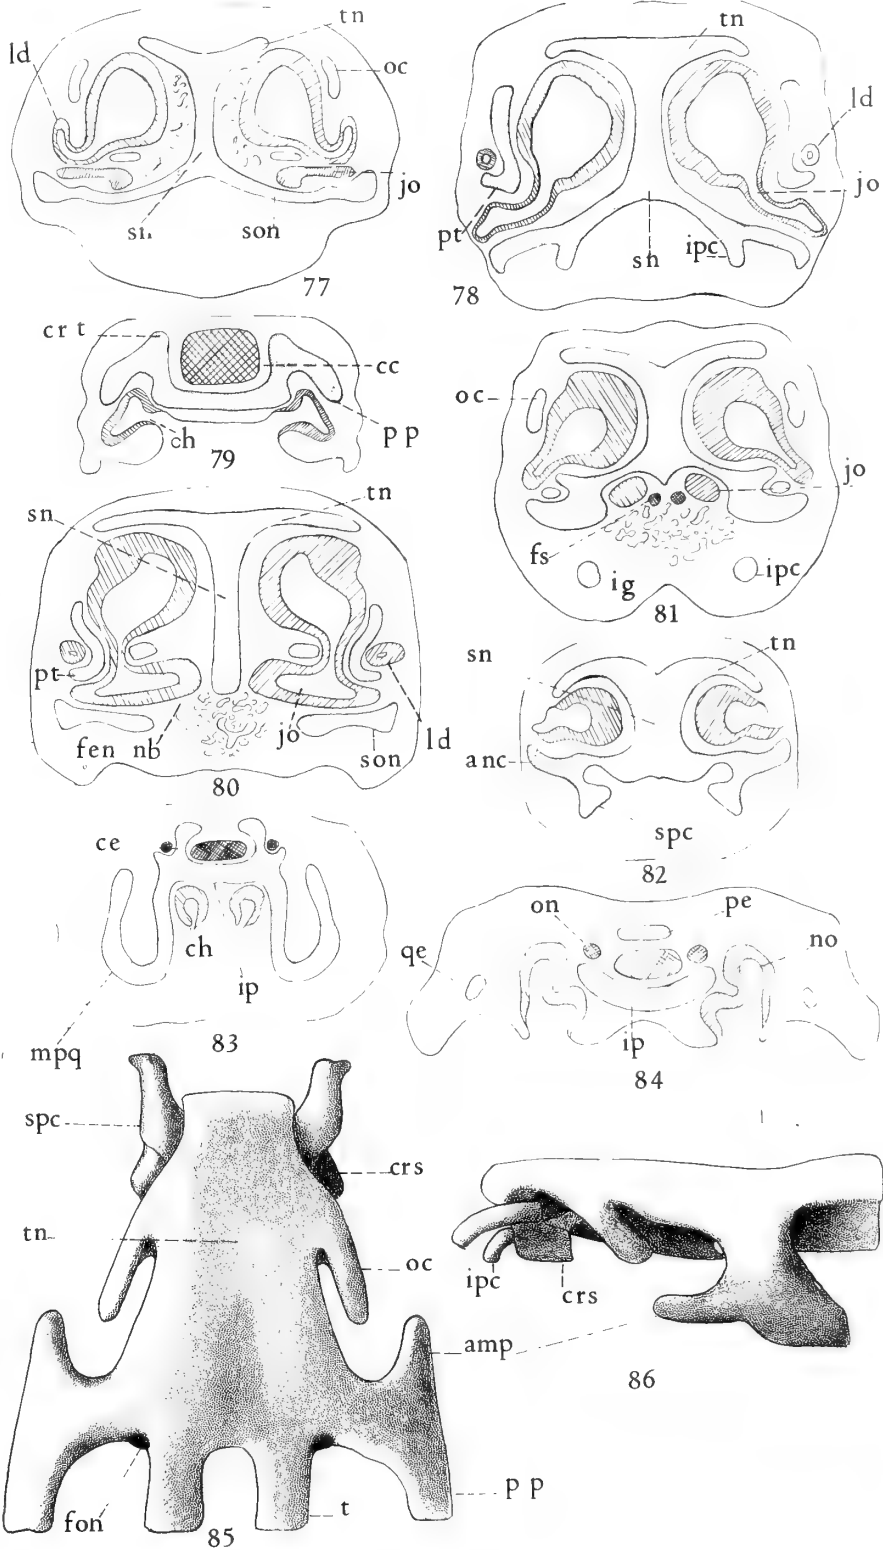 tn
ld
oc
jo
son
77
tn
ld
jo
pt
sn
ipc
78
cr t
cc
ch
p p
79
oc
jo
fs
ig
ipc
81
sn
tn
pt
fen
nb
jo
son
ld
80
sn
tn
anc
spc
82
ce
ch
ip
mpq
83
on
pe
qe
no
ip
84
spc
crs
tn
oc
amp
fon
t
p p
85
ipc
crs
86